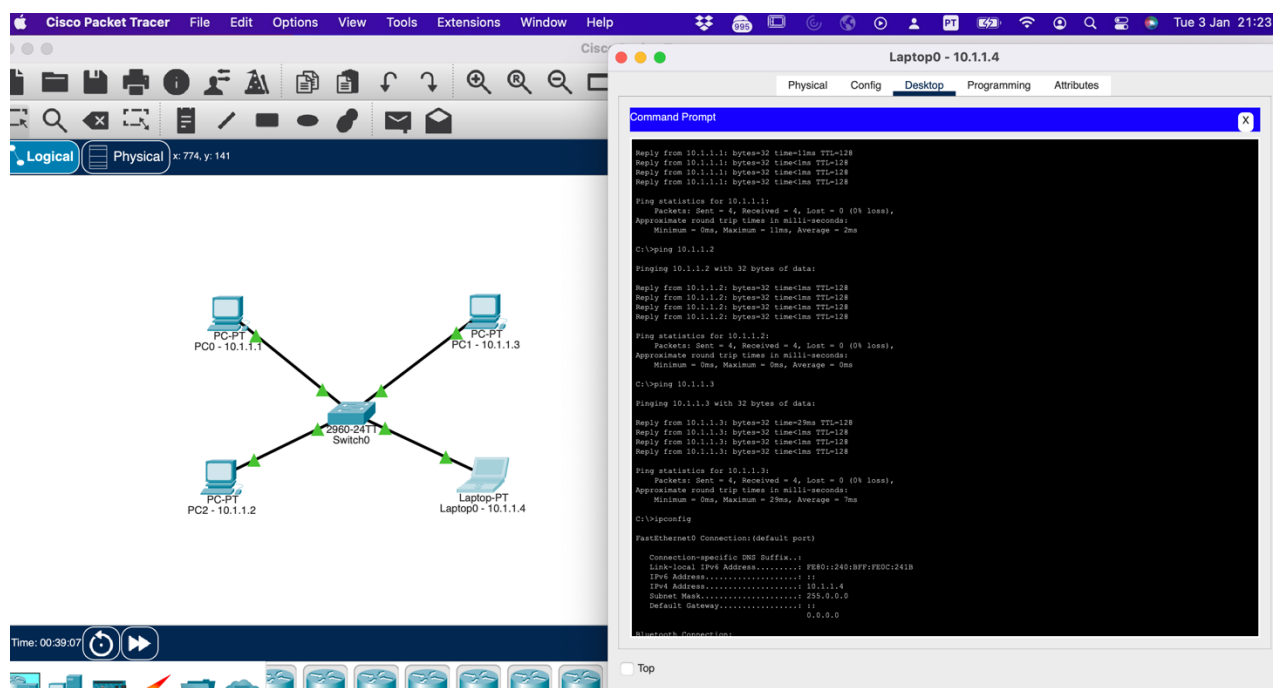 Cisco Packet Tracer File Edit Options View Tools Extensions Window Help 995 PT Tue 3 Jan 21:23
Cisc
Logical Physical x: 774, y: 141
PC-PT
PC0 - 10.1.1.1
PC-PT
PC1 - 10.1.1.3
2960-24TT
Switch0
PC-PT
PC2 - 10.1.1.2
Laptop-PT
Laptop0 - 10.1.1.4
Time: 00:39:07
Laptop0 - 10.1.1.4
Physical Config Desktop Programming Attributes
Command Prompt X
Reply from 10.1.1.1: bytes=32 time=11ms TTL=128
Reply from 10.1.1.1: bytes=32 time<1ms TTL=128
Reply from 10.1.1.1: bytes=32 time<1ms TTL=128
Reply from 10.1.1.1: bytes=32 time<1ms TTL=128
Ping statistics for 10.1.1.1:
Packets: Sent = 4, Received = 4, Lost = 0 (0% loss),
Approximate round trip times in milli-seconds:
Minimum = 0ms, Maximum = 11ms, Average = 2ms
C:\>ping 10.1.1.2
Pinging 10.1.1.2 with 32 bytes of data:
Reply from 10.1.1.2: bytes=32 time<1ms TTL=128
Reply from 10.1.1.2: bytes=32 time<1ms TTL=128
Reply from 10.1.1.2: bytes=32 time<1ms TTL=128
Reply from 10.1.1.2: bytes=32 time<1ms TTL=128
Ping statistics for 10.1.1.2:
Packets: Sent = 4, Received = 4, Lost = 0 (0% loss),
Approximate round trip times in milli-seconds:
Minimum = 0ms, Maximum = 0ms, Average = 0ms
C:\>ping 10.1.1.3
Pinging 10.1.1.3 with 32 bytes of data:
Reply from 10.1.1.3: bytes=32 time=29ms TTL=128
Reply from 10.1.1.3: bytes=32 time<1ms TTL=128
Reply from 10.1.1.3: bytes=32 time<1ms TTL=128
Reply from 10.1.1.3: bytes=32 time<1ms TTL=128
Ping statistics for 10.1.1.3:
Packets: Sent = 4, Received = 4, Lost = 0 (0% loss),
Approximate round trip times in milli-seconds:
Minimum = 0ms, Maximum = 29ms, Average = 7ms
C:\>ipconfig
FastEthernet0 Connection:(default port)
Connection-specific DNS Suffix..:
Link-local IPv6 Address.........: FE80::240:BFF:FE0C:241B
IPv6 Address....................: ::
IPv4 Address....................: 10.1.1.4
Subnet Mask.....................: 255.0.0.0
Default Gateway.................: ::
0.0.0.0
Bluetooth Connection:
Top